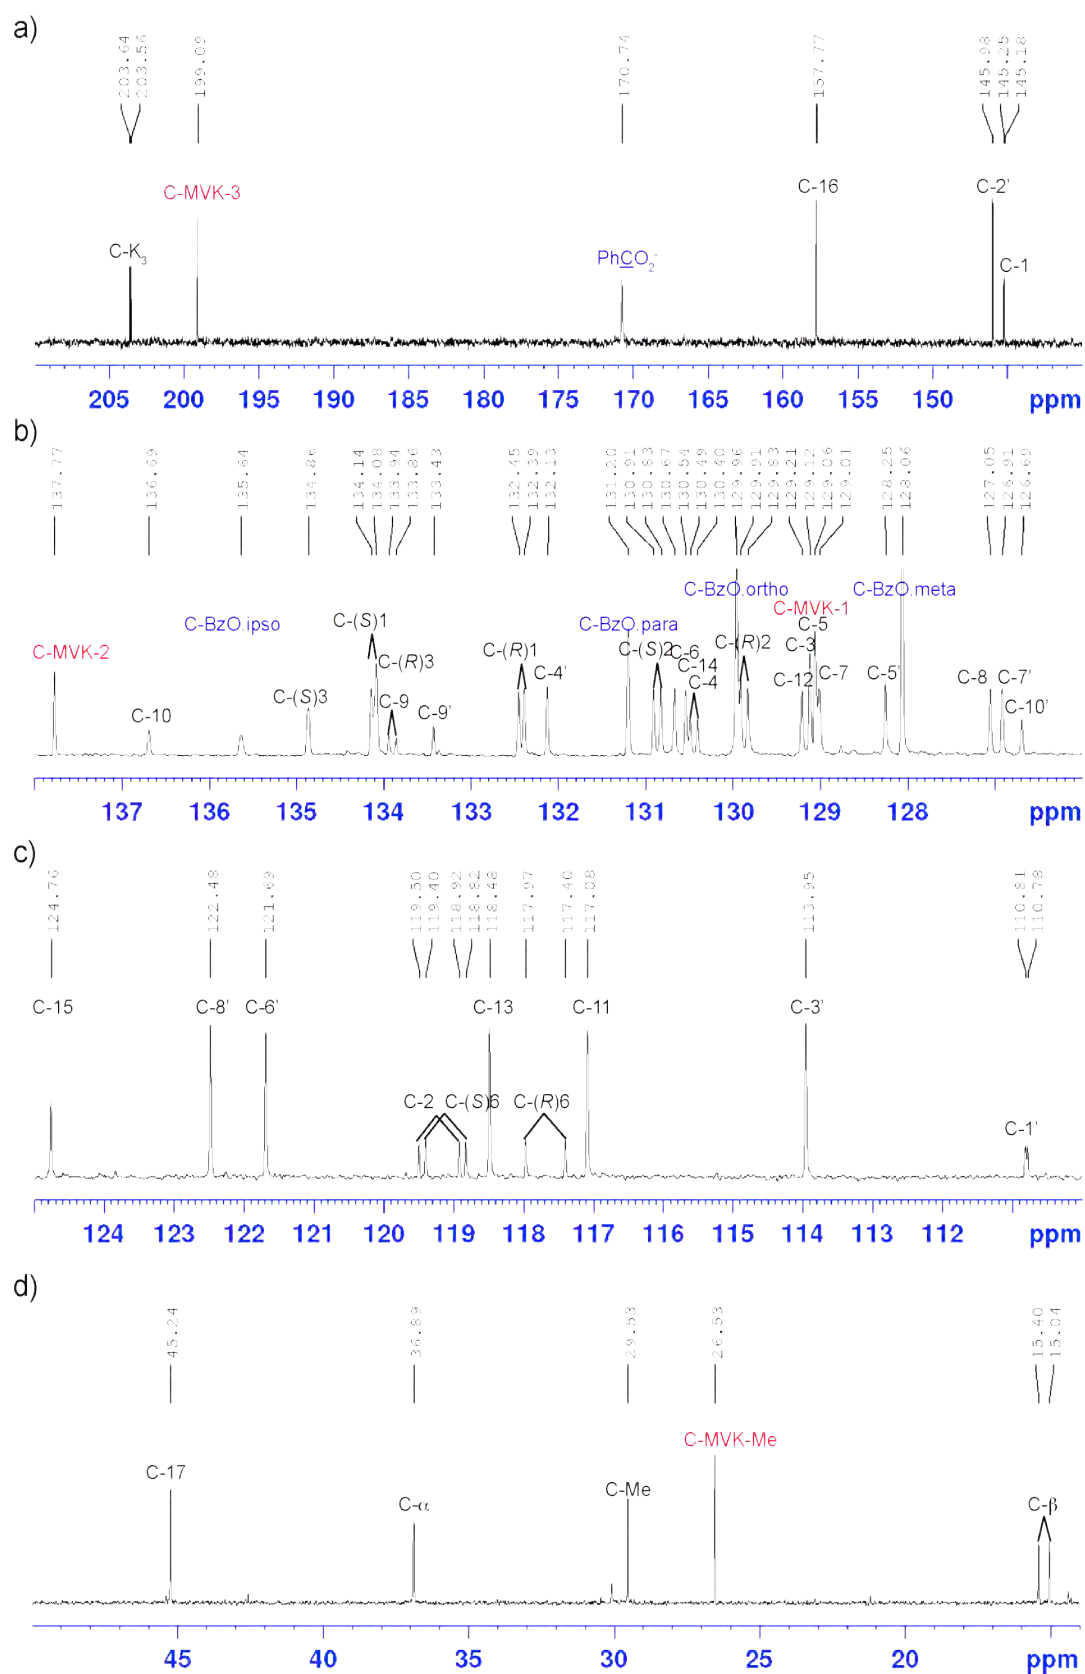 a)
203.64
203.56
199.09
170.74
157.77
145.98
145.25
145.18
C-MVK-3
C-16
C-2'
C-K3
PhCO2-
C-1
205 200 195 190 185 180 175 170 165 160 155 150 ppm
b)
137.77
136.69
135.64
134.86
134.14
134.08
133.94
133.86
133.43
132.45
132.39
132.13
131.20
130.91
130.83
130.67
130.54
130.49
130.40
129.96
129.91
129.83
129.21
129.12
129.06
129.01
128.25
128.06
127.05
126.91
126.69
C-BzO.ortho
C-BzO.meta
C-MVK-1
C-BzO.ipso
C-(S)1
C-BzO.para
C-5
C-MVK-2
C-(R)3
C-(R)1
C-(S)2
C-6
C-(R)2
C-3
C-14
C-10
C-(S)3
C-9
C-4'
C-4
C-12
C-7
C-5'
C-8
C-7'
C-9'
C-10'
137 136 135 134 133 132 131 130 129 128 ppm
c)
124.76
122.48
121.69
119.50
119.40
118.92
118.82
118.48
117.97
117.40
117.08
113.95
110.81
110.78
C-15
C-8'
C-6'
C-13
C-11
C-3'
C-2
C-(S)6
C-(R)6
C-1'
124 123 122 121 120 119 118 117 116 115 114 113 112 ppm
d)
45.24
36.89
29.53
26.53
15.40
15.04
C-MVK-Me
C-17
C-Me
C-α
C-β
45 40 35 30 25 20 ppm